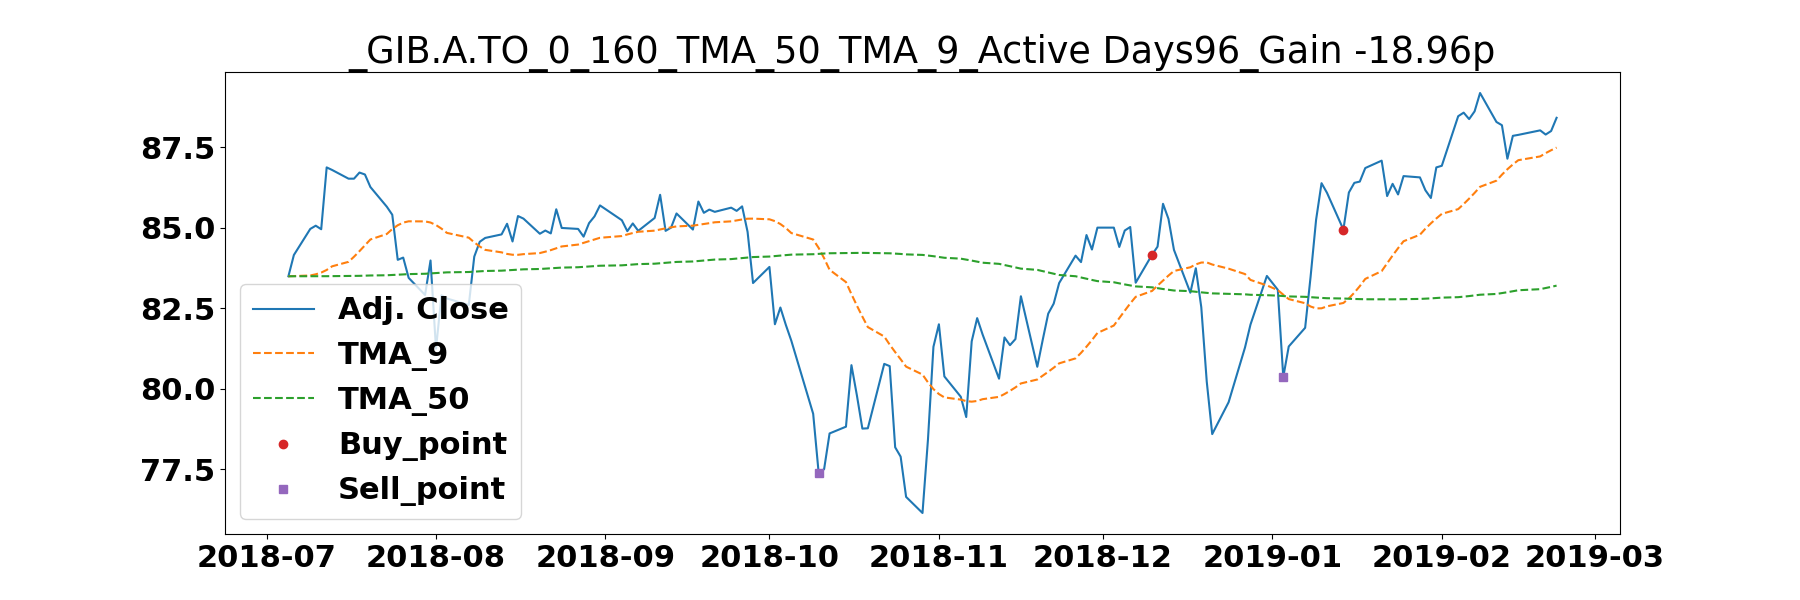 _GIB.A.TO_0_160_TMA_50_TMA_9_Active Days96_Gain -18.96p
87.5
85.0
82.5
80.0
77.5
Adj. Close
TMA_9
TMA_50
Buy_point
Sell_point
2018-07 2018-08 2018-09 2018-10 2018-11 2018-12 2019-01 2019-02 2019-03